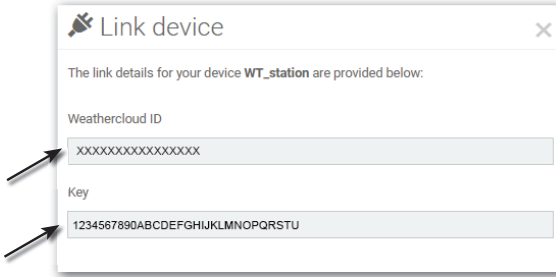 Link device
The link details for your device WT_station are provided below:
Weathercloud ID
XXXXXXXXXXXXXXXX
Key
1234567890ABCDEFGHIJKLMNOPQRSTU